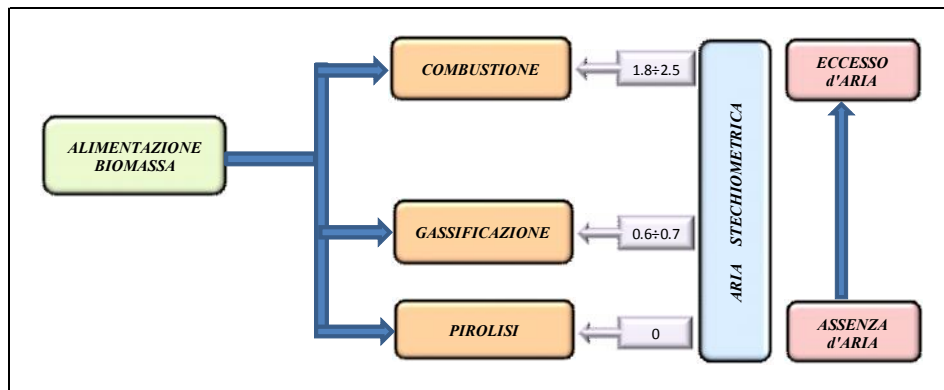 COMBUSTIONE
1.8÷2.5
ECCESSO
d'ARIA
ALIMENTAZIONE
BIOMASSA
ARIA STECHIOMETRICA
GASSIFICAZIONE
0.6÷0.7
PIROLISI
0
ASSENZA
d'ARIA